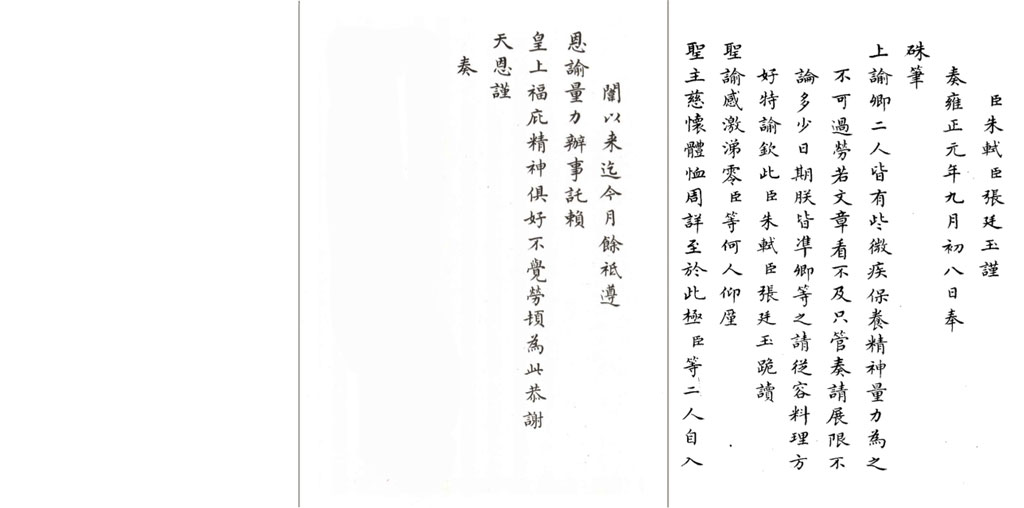 臣朱軾臣張廷玉謹
奏雍正元年九月初八日奉
硃筆
上諭卿二人皆有些微疾保養精神量力為之
不可過勞若文章看不及只管奏請展限不
論多少日期朕皆準卿等之請從容料理方
好特諭欽此臣朱軾臣張廷玉跪讀
聖諭感激涕零臣等何人仰廑
聖主慈懷體恤周詳至於此極臣等二人自入
闈以来迄今月餘祗遵
恩諭量力辦事託賴
皇上福庇精神俱好不覺勞頓為此恭謝
天恩謹
奏